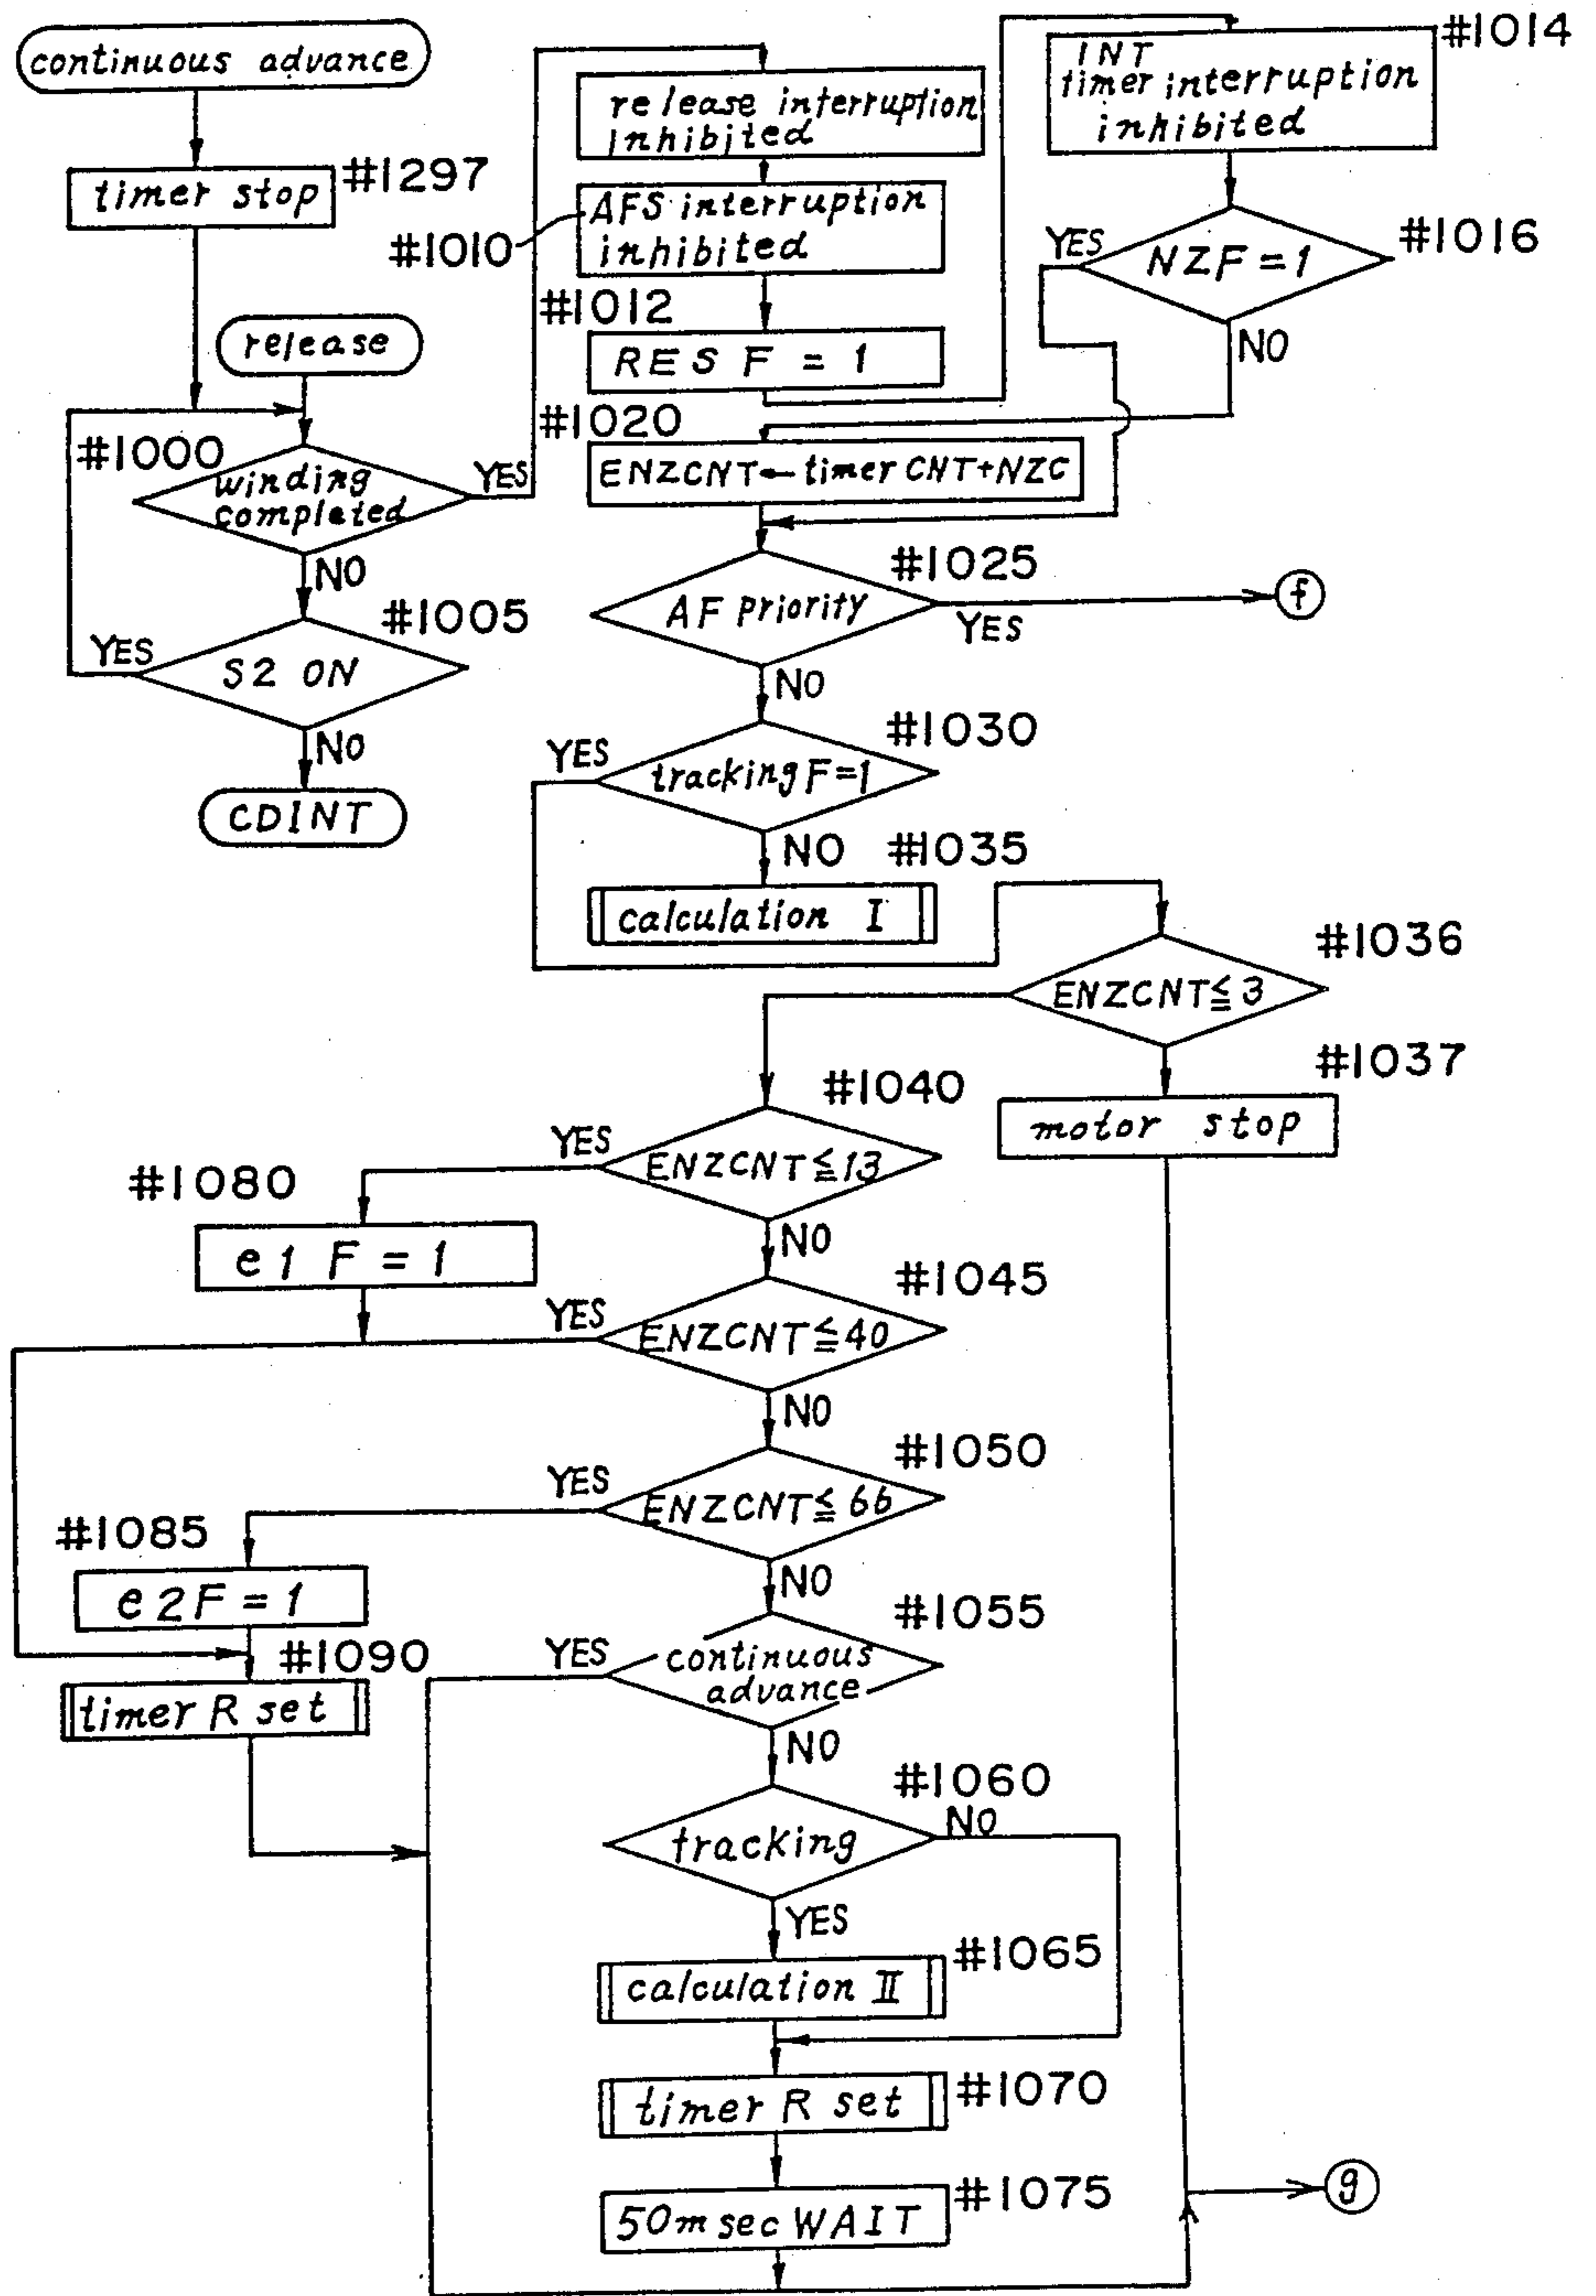 continuous advance
timer stop
#1297
release
#1000
winding
completed
YES
NO
#1005
YES
S2 ON
NO
CDINT
release interruption
inhibited
AFS interruption
inhibited
#1010
#1012
RES F = 1
#1014
INT
timer interruption
inhibited
YES
NZF = 1
#1016
NO
#1020
ENZCNT ← timer CNT+NZC
#1025
AF priority
YES
f
NO
#1030
YES
tracking F=1
NO
#1035
calculation I
#1036
ENZCNT ≦ 3
#1037
motor stop
#1040
YES
ENZCNT ≦ 13
NO
#1080
e1 F = 1
#1045
YES
ENZCNT ≦ 40
NO
#1050
YES
ENZCNT ≦ 66
NO
#1085
e2F = 1
#1055
YES
continuous
advance
NO
#1090
timer R set
#1060
tracking
NO
YES
#1065
calculation II
timer R set
#1070
50msec WAIT
#1075
g